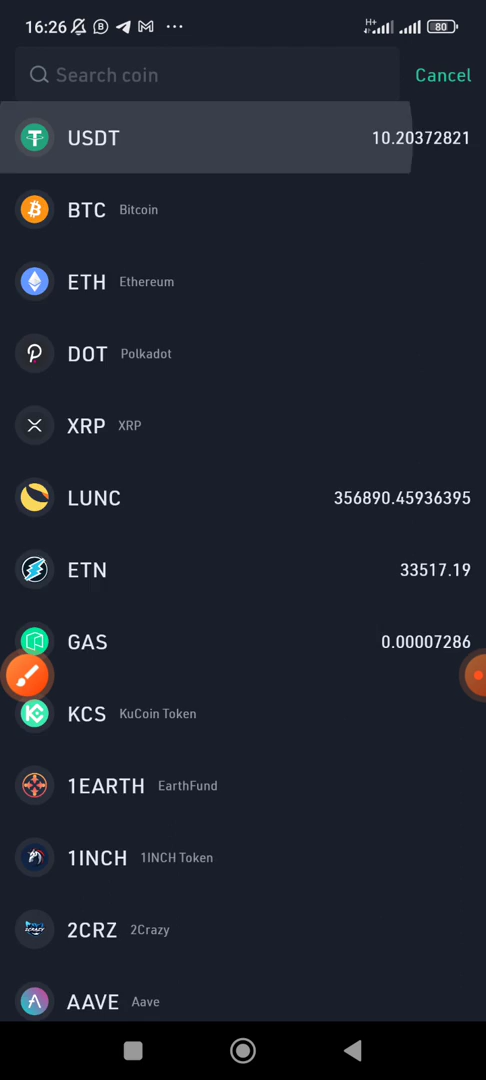 16:26 H+ 80
Search coin Cancel
USDT 10.20372821
BTC Bitcoin
ETH Ethereum
DOT Polkadot
XRP XRP
LUNC 356890.45936395
ETN 33517.19
GAS 0.00007286
KCS KuCoin Token
1EARTH EarthFund
1INCH 1INCH Token
2CRZ 2Crazy
AAVE Aave